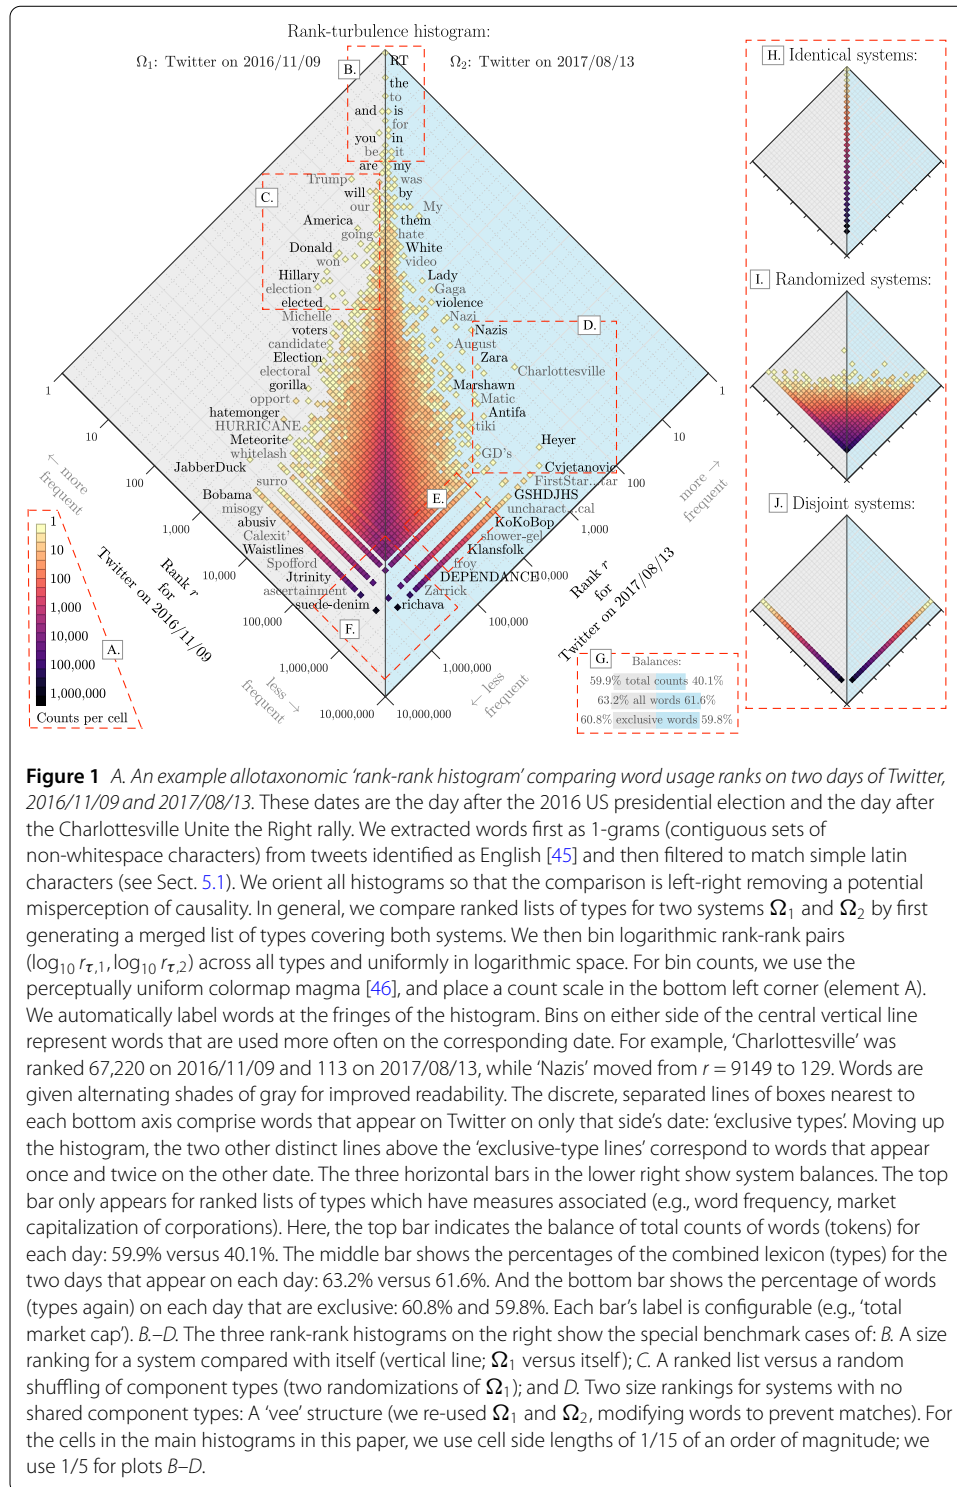 Rank-turbulence histogram:
Ω1: Twitter on 2016/11/09
Ω2: Twitter on 2017/08/13
B.
RT
the
to
and
is
for
you
in
be
it
are
my
Trump
was
C.
will
by
our
My
America
them
going
hate
Donald
White
won
video
Hillary
Lady
election
Gaga
elected
violence
Michelle
Nazi
D.
voters
Nazis
candidate
August
Election
Zara
electoral
Charlottesville
gorilla
Marshawn
opport
Matic
hatemonger
Antifa
HURRICANE
tiki
Meteorite
Heyer
whitelash
GD's
JabberDuck
Cvjetanovic
surro
FirstStar...tar
E.
Bobama
GSHDJHS
misogy
uncharact...cal
abusiv
KoKoBop
Calexit'
shower-gel
Waistlines
Klansfolk
Spofford
froy
Jtrinity
DEPENDANCE
ascertainment
Zarrick
suede-denim
richava
F.
1
10
100
1,000
10,000
100,000
1,000,000
10,000,000
1
10
100
1,000
10,000
100,000
1,000,000
10,000,000
← more
frequent
more →
frequent
less →
frequent
← less
frequent
Rank r
for
Twitter on 2016/11/09
Rank r
for
Twitter on 2017/08/13
1
10
100
1,000
10,000
100,000
1,000,000
Counts per cell
A.
G.
Balances:
59.9% total counts 40.1%
63.2% all words 61.6%
60.8% exclusive words 59.8%
H. Identical systems:
I. Randomized systems:
J. Disjoint systems:
Figure 1 A. An example allotaxonomic ‘rank-rank histogram’ comparing word usage ranks on two days of Twitter,
2016/11/09 and 2017/08/13. These dates are the day after the 2016 US presidential election and the day after
the Charlottesville Unite the Right rally. We extracted words first as 1-grams (contiguous sets of
non-whitespace characters) from tweets identified as English [45] and then filtered to match simple latin
characters (see Sect. 5.1). We orient all histograms so that the comparison is left-right removing a potential
misperception of causality. In general, we compare ranked lists of types for two systems Ω1 and Ω2 by first
generating a merged list of types covering both systems. We then bin logarithmic rank-rank pairs
(log10 rτ,1, log10 rτ,2) across all types and uniformly in logarithmic space. For bin counts, we use the
perceptually uniform colormap magma [46], and place a count scale in the bottom left corner (element A).
We automatically label words at the fringes of the histogram. Bins on either side of the central vertical line
represent words that are used more often on the corresponding date. For example, ‘Charlottesville’ was
ranked 67,220 on 2016/11/09 and 113 on 2017/08/13, while ‘Nazis’ moved from r = 9149 to 129. Words are
given alternating shades of gray for improved readability. The discrete, separated lines of boxes nearest to
each bottom axis comprise words that appear on Twitter on only that side’s date: ‘exclusive types’. Moving up
the histogram, the two other distinct lines above the ‘exclusive-type lines’ correspond to words that appear
once and twice on the other date. The three horizontal bars in the lower right show system balances. The top
bar only appears for ranked lists of types which have measures associated (e.g., word frequency, market
capitalization of corporations). Here, the top bar indicates the balance of total counts of words (tokens) for
each day: 59.9% versus 40.1%. The middle bar shows the percentages of the combined lexicon (types) for the
two days that appear on each day: 63.2% versus 61.6%. And the bottom bar shows the percentage of words
(types again) on each day that are exclusive: 60.8% and 59.8%. Each bar’s label is configurable (e.g., ‘total
market cap’). B.–D. The three rank-rank histograms on the right show the special benchmark cases of: B. A size
ranking for a system compared with itself (vertical line; Ω1 versus itself); C. A ranked list versus a random
shuffling of component types (two randomizations of Ω1); and D. Two size rankings for systems with no
shared component types: A ‘vee’ structure (we re-used Ω1 and Ω2, modifying words to prevent matches). For
the cells in the main histograms in this paper, we use cell side lengths of 1/15 of an order of magnitude; we
use 1/5 for plots B–D.